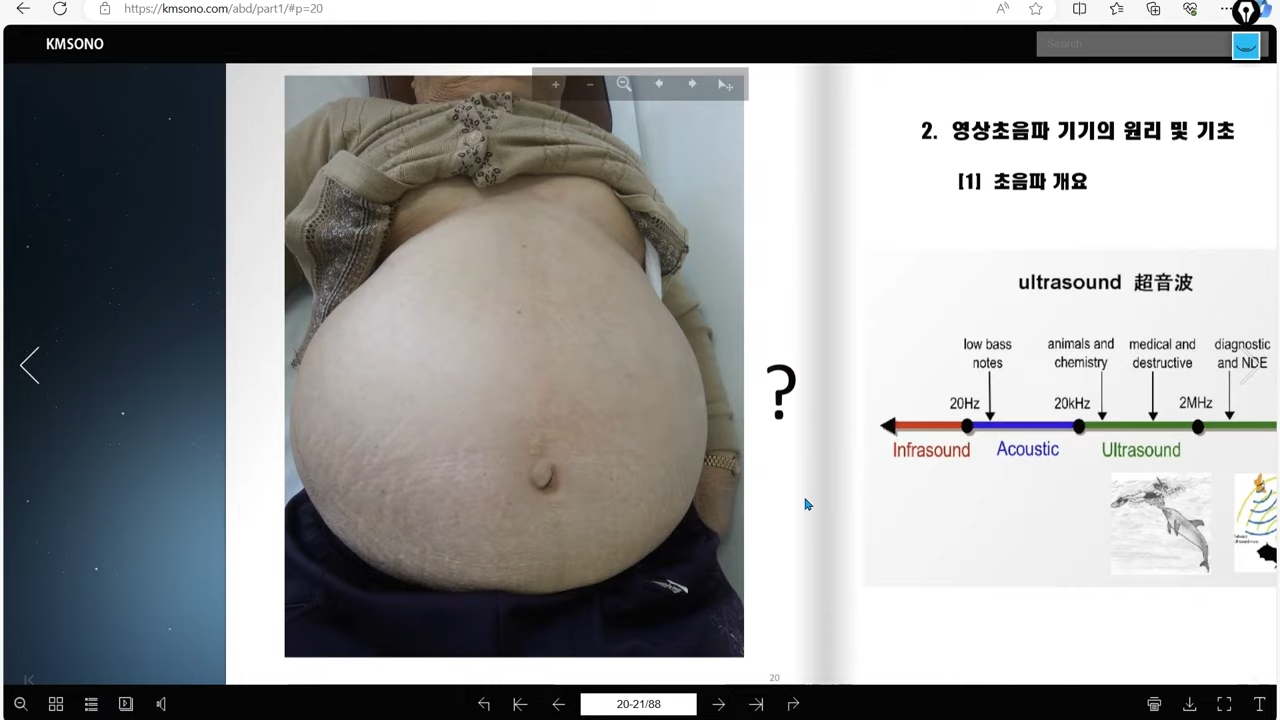 https://kmsono.com/abd/part1/#p=20
KMSONO
Search
?
20
2. 영상초음파 기기의 원리 및 기초
[1] 초음파 개요
ultrasound 超音波
low bass
notes
animals and
chemistry
medical and
destructive
diagnostic
and NDE
20Hz
20kHz
2MHz
Infrasound
Acoustic
Ultrasound
20-21/88